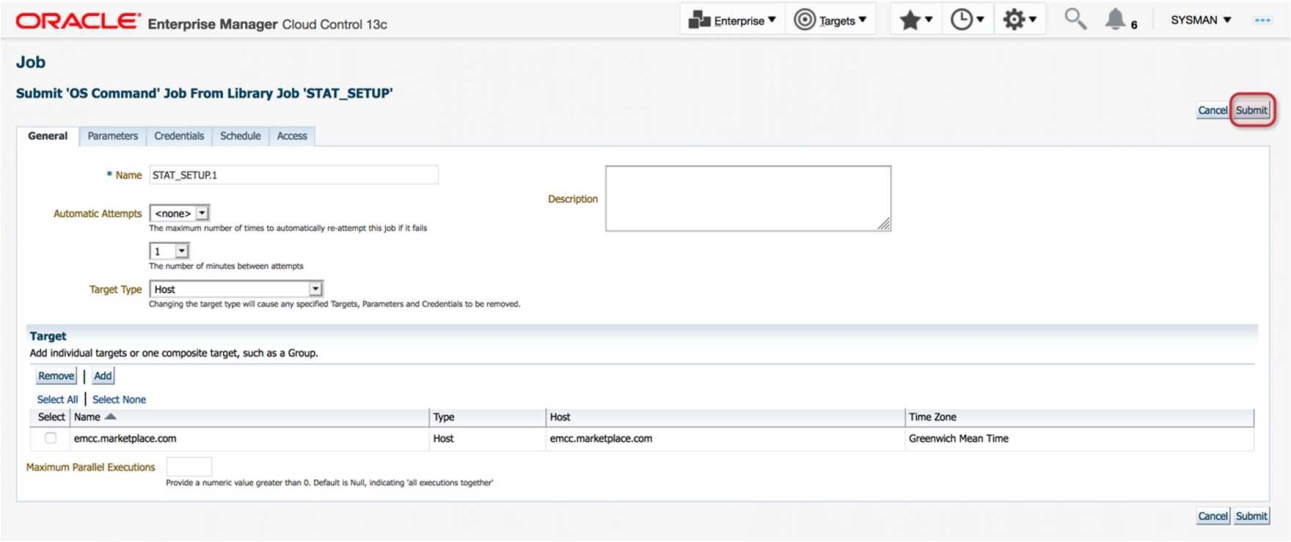 ORACLE Enterprise Manager Cloud Control 13c Enterprise Targets 6 SYSMAN
Job
Submit 'OS Command' Job From Library Job 'STAT_SETUP'
Cancel Submit
General Parameters Credentials Schedule Access
* Name STAT_SETUP.1
Description
Automatic Attempts <none>
The maximum number of times to automatically re-attempt this job if it fails
1
The number of minutes between attempts
Target Type Host
Changing the target type will cause any specified Targets, Parameters and Credentials to be removed.
Target
Add individual targets or one composite target, such as a Group.
Remove | Add
Select All | Select None
Select Name Type Host Time Zone
emcc.marketplace.com Host emcc.marketplace.com Greenwich Mean Time
Maximum Parallel Executions
Provide a numeric value greater than 0. Default is Null, indicating 'all executions together'
Cancel Submit